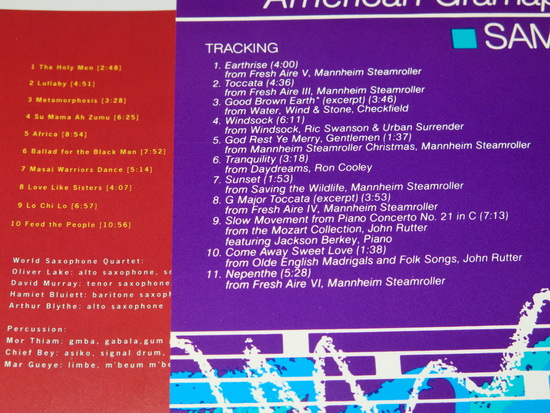 1 The Holy Men [2:48]
2 Lullaby [4:51]
3 Metamorphosis [3:28]
4 Su Mama Ah Zumu [6:25]
5 Africa [8:54]
6 Ballad for the Black Man [7:52]
7 Masai Warriors Dance [5:14]
8 Love Like Sisters [4:07]
9 Lo Chi Lo [6:57]
10 Feed the People [10:56]
World Saxophone Quartet:
Oliver Lake: alto saxophone, so
David Murray: tenor saxophone
Hamiet Bluiett: baritone saxoph
Arthur Blythe: alto saxophone
Percussion:
Mor Thiam: gmba, gabala,gum
Chief Bey: asiko, signal drum,
Mar Gueye: limbe, m'beum m'be
American Gramap
SAM
TRACKING
1. Earthrise (4:00)
from Fresh Aire V, Mannheim Steamroller
2. Toccata (4:36)
from Fresh Aire III, Mannheim Steamroller
3. Good Brown Earth* (excerpt) (3:46)
from Water, Wind & Stone, Checkfield
4. Windsock (6:11)
from Windsock, Ric Swanson & Urban Surrender
5. God Rest Ye Merry, Gentlemen (1:37)
from Mannheim Steamroller Christmas, Mannheim Steamroller
6. Tranquility (3:18)
from Daydreams, Ron Cooley
7. Sunset (1:53)
from Saving the Wildlife, Mannheim Steamroller
8. G Major Toccata (excerpt) (3:53)
from Fresh Aire IV, Mannheim Steamroller
9. Slow Movement from Piano Concerto No. 21 in C (7:13)
from the Mozart Collection, John Rutter
featuring Jackson Berkey, Piano
10. Come Away Sweet Love (1:38)
from Olde English Madrigals and Folk Songs, John Rutter
11. Nepenthe (5:28)
from Fresh Aire VI, Mannheim Steamroller